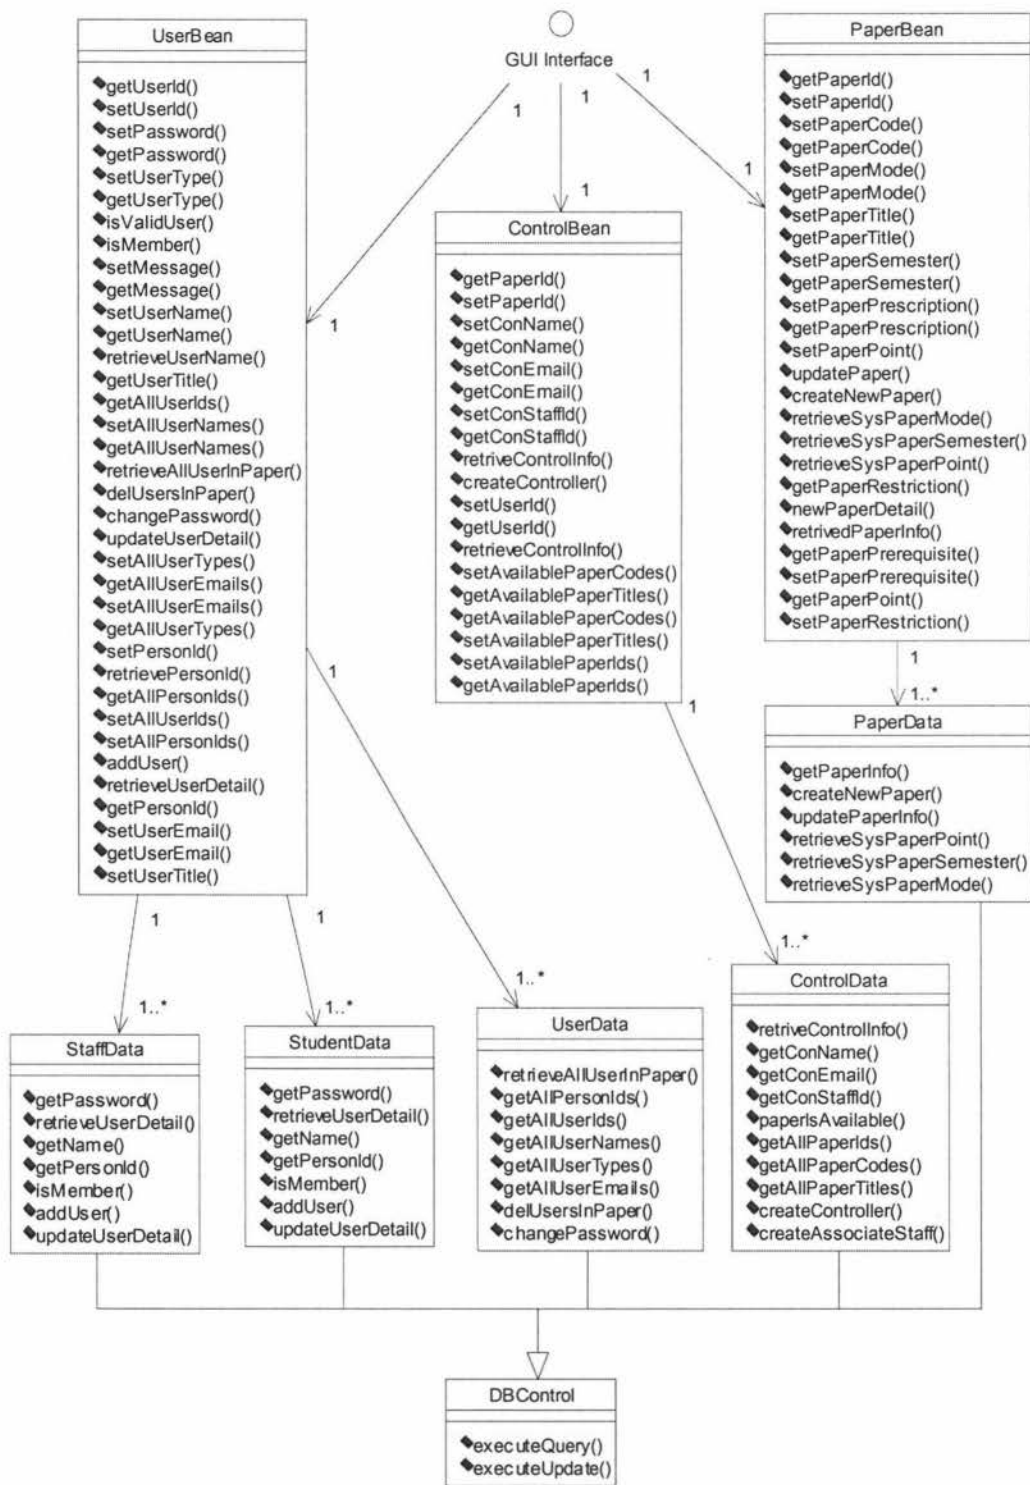 UserBean
getUserId()
setUserId()
setPassword()
getPassword()
setUserType()
getUserType()
isValidUser()
isMember()
setMessage()
getMessage()
setUserName()
getUserName()
retrieveUserName()
getUserTitle()
getAllUserIds()
setAllUserNames()
getAllUserNames()
retrieveAllUserInPaper()
delUsersInPaper()
changePassword()
updateUserDetail()
setAllUserTypes()
getAllUserEmails()
setAllUserEmails()
getAllUserTypes()
setPersonId()
retrievePersonId()
getAllPersonIds()
setAllUserIds()
setAllPersonIds()
addUser()
retrieveUserDetail()
getPersonId()
setUserEmail()
getUserEmail()
setUserTitle()
GUI Interface
1
1
1
1
1
1
ControlBean
getPaperId()
setPaperId()
setConName()
getConName()
setConEmail()
getConEmail()
setConStaffId()
getConStaffId()
retriveControlInfo()
createController()
setUserId()
getUserId()
retrieveControlInfo()
setAvailablePaperCodes()
getAvailablePaperTitles()
getAvailablePaperCodes()
setAvailablePaperTitles()
setAvailablePaperIds()
getAvailablePaperIds()
PaperBean
getPaperId()
setPaperId()
setPaperCode()
getPaperCode()
setPaperMode()
getPaperMode()
setPaperTitle()
getPaperTitle()
setPaperSemester()
getPaperSemester()
setPaperPrescription()
getPaperPrescription()
setPaperPoint()
updatePaper()
createNewPaper()
retrieveSysPaperMode()
retrieveSysPaperSemester()
retrieveSysPaperPoint()
getPaperRestriction()
newPaperDetail()
retrivedPaperInfo()
getPaperPrerequisite()
setPaperPrerequisite()
getPaperPoint()
setPaperRestriction()
1
1..*
PaperData
getPaperInfo()
createNewPaper()
updatePaperInfo()
retrieveSysPaperPoint()
retrieveSysPaperSemester()
retrieveSysPaperMode()
1
1
1
1
1..*
1..*
1..*
1..*
StaffData
getPassword()
retrieveUserDetail()
getName()
getPersonId()
isMember()
addUser()
updateUserDetail()
StudentData
getPassword()
retrieveUserDetail()
getName()
getPersonId()
isMember()
addUser()
updateUserDetail()
UserData
retrieveAllUserInPaper()
getAllPersonIds()
getAllUserIds()
getAllUserNames()
getAllUserTypes()
getAllUserEmails()
delUsersInPaper()
changePassword()
ControlData
retriveControlInfo()
getConName()
getConEmail()
getConStaffId()
paperIsAvailable()
getAllPaperIds()
getAllPaperCodes()
getAllPaperTitles()
createController()
createAssociateStaff()
DBControl
executeQuery()
executeUpdate()